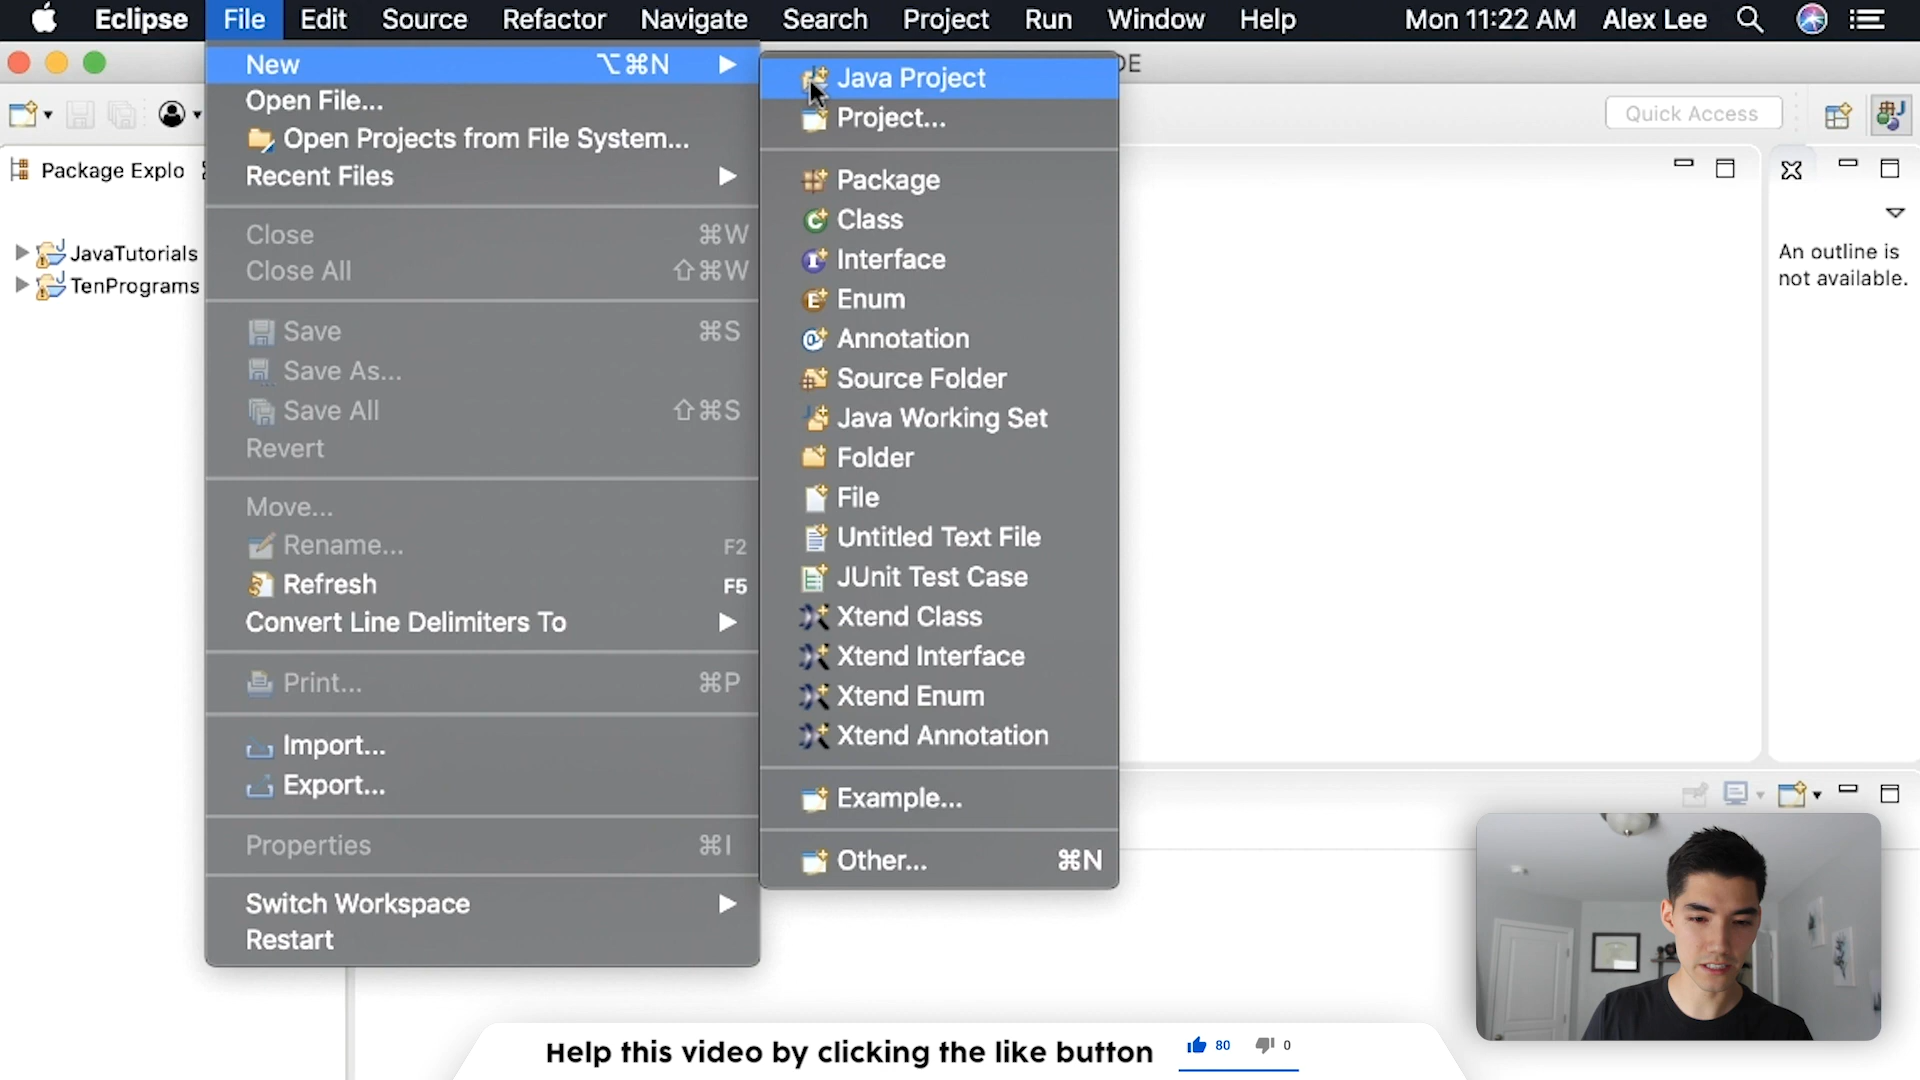 Eclipse File Edit Source Refactor Navigate Search Project Run Window Help Mon 11:22 AM Alex Lee
DE
Quick Access
Package Explo
JavaTutorials
TenPrograms
New ⌥⌘N
Open File...
Open Projects from File System...
Recent Files
Close ⌘W
Close All ⇧⌘W
Save ⌘S
Save As...
Save All ⇧⌘S
Revert
Move...
Rename... F2
Refresh F5
Convert Line Delimiters To
Print... ⌘P
Import...
Export...
Properties ⌘I
Switch Workspace
Restart
Java Project
Project...
Package
Class
Interface
Enum
Annotation
Source Folder
Java Working Set
Folder
File
Untitled Text File
JUnit Test Case
Xtend Class
Xtend Interface
Xtend Enum
Xtend Annotation
Example...
Other... ⌘N
An outline is
not available.
Help this video by clicking the like button 80 0